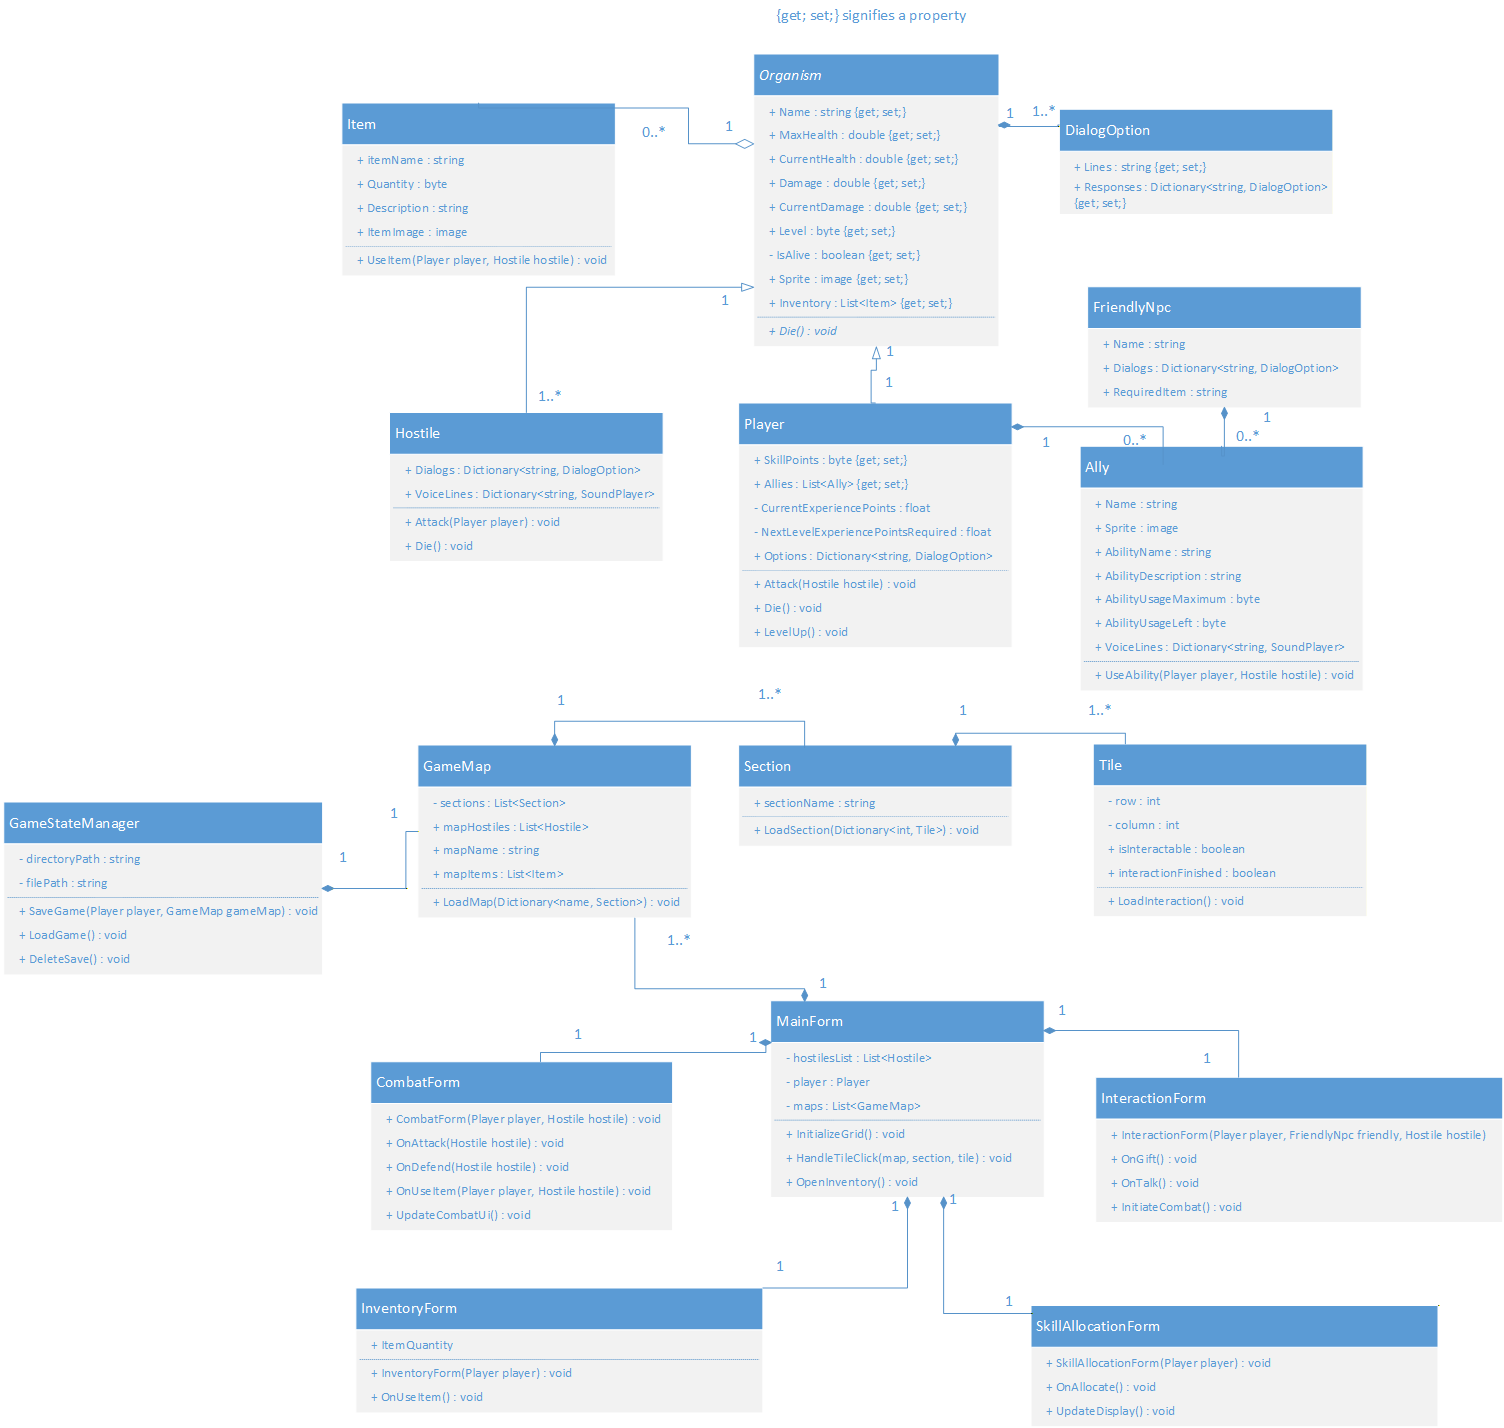 {get; set;} signifies a property
Organism
+ Name : string {get; set;}
+ MaxHealth : double {get; set;}
+ CurrentHealth : double {get; set;}
+ Damage : double {get; set;}
+ CurrentDamage : double {get; set;}
+ Level : byte {get; set;}
- IsAlive : boolean {get; set;}
+ Sprite : image {get; set;}
+ Inventory : List<Item> {get; set;}
+ Die() : void
Item
+ itemName : string
+ Quantity : byte
+ Description : string
+ ItemImage : image
+ UseItem(Player player, Hostile hostile) : void
0..*
1
1
1..*
DialogOption
+ Lines : string {get; set;}
+ Responses : Dictionary<string, DialogOption>
{get; set;}
1
1..*
1
1
FriendlyNpc
+ Name : string
+ Dialogs : Dictionary<string, DialogOption>
+ RequiredItem : string
1
0..*
Hostile
+ Dialogs : Dictionary<string, DialogOption>
+ VoiceLines : Dictionary<string, SoundPlayer>
+ Attack(Player player) : void
+ Die() : void
Player
+ SkillPoints : byte {get; set;}
+ Allies : List<Ally> {get; set;}
- CurrentExperiencePoints : float
- NextLevelExperiencePointsRequired : float
+ Options : Dictionary<string, DialogOption>
+ Attack(Hostile hostile) : void
+ Die() : void
+ LevelUp() : void
1
0..*
Ally
+ Name : string
+ Sprite : image
+ AbilityName : string
+ AbilityDescription : string
+ AbilityUsageMaximum : byte
+ AbilityUsageLeft : byte
+ VoiceLines : Dictionary<string, SoundPlayer>
+ UseAbility(Player player, Hostile hostile) : void
1
1..*
1
1..*
GameMap
- sections : List<Section>
+ mapHostiles : List<Hostile>
+ mapName : string
+ mapItems : List<Item>
+ LoadMap(Dictionary<name, Section>) : void
Section
+ sectionName : string
+ LoadSection(Dictionary<int, Tile>) : void
Tile
- row : int
- column : int
+ isInteractable : boolean
+ interactionFinished : boolean
+ LoadInteraction() : void
GameStateManager
- directoryPath : string
- filePath : string
+ SaveGame(Player player, GameMap gameMap) : void
+ LoadGame() : void
+ DeleteSave() : void
1
1
1..*
1
MainForm
- hostilesList : List<Hostile>
- player : Player
- maps : List<GameMap>
+ InitializeGrid() : void
+ HandleTileClick(map, section, tile) : void
+ OpenInventory() : void
1
1
CombatForm
+ CombatForm(Player player, Hostile hostile) : void
+ OnAttack(Hostile hostile) : void
+ OnDefend(Hostile hostile) : void
+ OnUseItem(Player player, Hostile hostile) : void
+ UpdateCombatUi() : void
1
1
InteractionForm
+ InteractionForm(Player player, FriendlyNpc friendly, Hostile hostile)
+ OnGift() : void
+ OnTalk() : void
+ InitiateCombat() : void
1
1
1
1
InventoryForm
+ ItemQuantity
+ InventoryForm(Player player) : void
+ OnUseItem() : void
SkillAllocationForm
+ SkillAllocationForm(Player player) : void
+ OnAllocate() : void
+ UpdateDisplay() : void